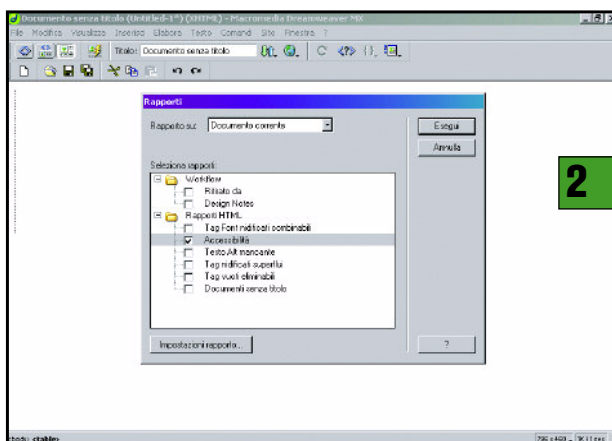 Documento senza titolo (Untitled-1*) (XHTML) - Macromedia Dreamweaver MX
File Modifica Visualizza Inserisci Elabora Testo Comandi Sito Finestra ?
Titolo: Documento senza titolo
Rapporti
Rapporto su: Documento corrente
Esegui
Annulla
Seleziona rapporti:
Workflow
Ritirato da
Design Notes
Rapporti HTML
Tag Font nidificati combinabili
Accessibilità
Testo Alt mancante
Tag nidificati superflui
Tag vuoti eliminabili
Documenti senza titolo
Impostazioni rapporto...
?
2
<body> <table>